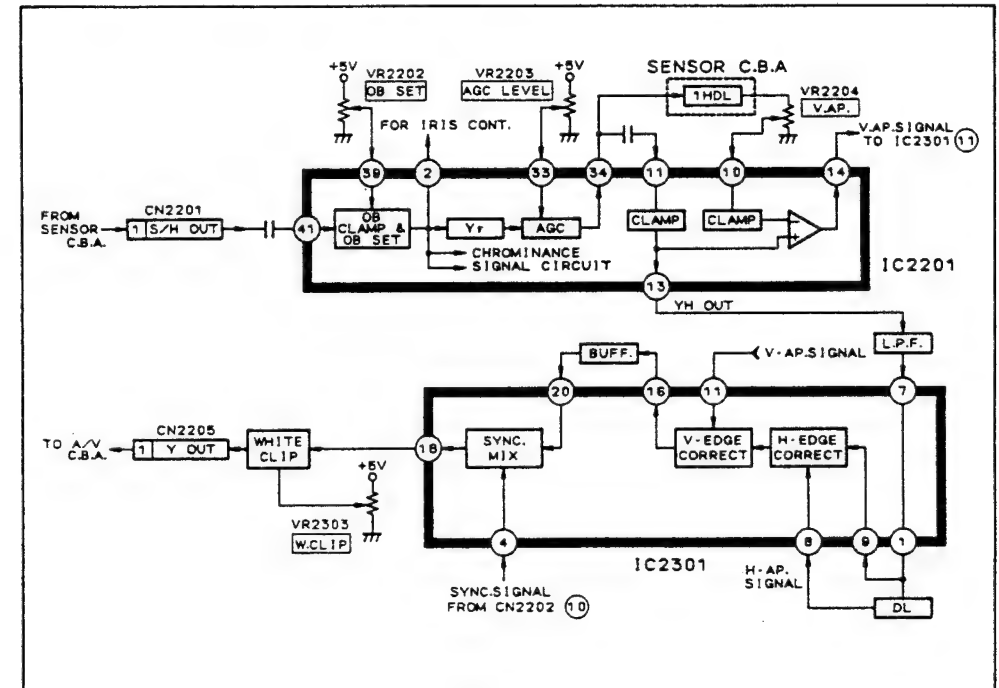 SENSOR C.B.A
+5V
VR2202
OB SET
VR2203
AGC LEVEL
+5V
1HDL
VR2204
V.AP.
FOR IRIS CONT.
V.AP.SIGNAL
TO IC2301 11
39
2
33
34
11
10
14
FROM
SENSOR
C.B.A.
CN2201
1 S/H OUT
41
OB
CLAMP &
OB SET
Yr
AGC
CLAMP
CLAMP
CHROMINANCE
SIGNAL CIRCUIT
IC2201
13
YH OUT
L.P.F.
BUFF.
V-AP.SIGNAL
20
16
11
7
TO A/V
C.B.A.
CN2205
1 Y OUT
WHITE
CLIP
18
SYNC.
MIX
V-EDGE
CORRECT
H-EDGE
CORRECT
+5V
VR2303
W.CLIP
4
8
9
1
IC2301
H-AP.
SIGNAL
SYNC.SIGNAL
FROM CN2202 10
DL